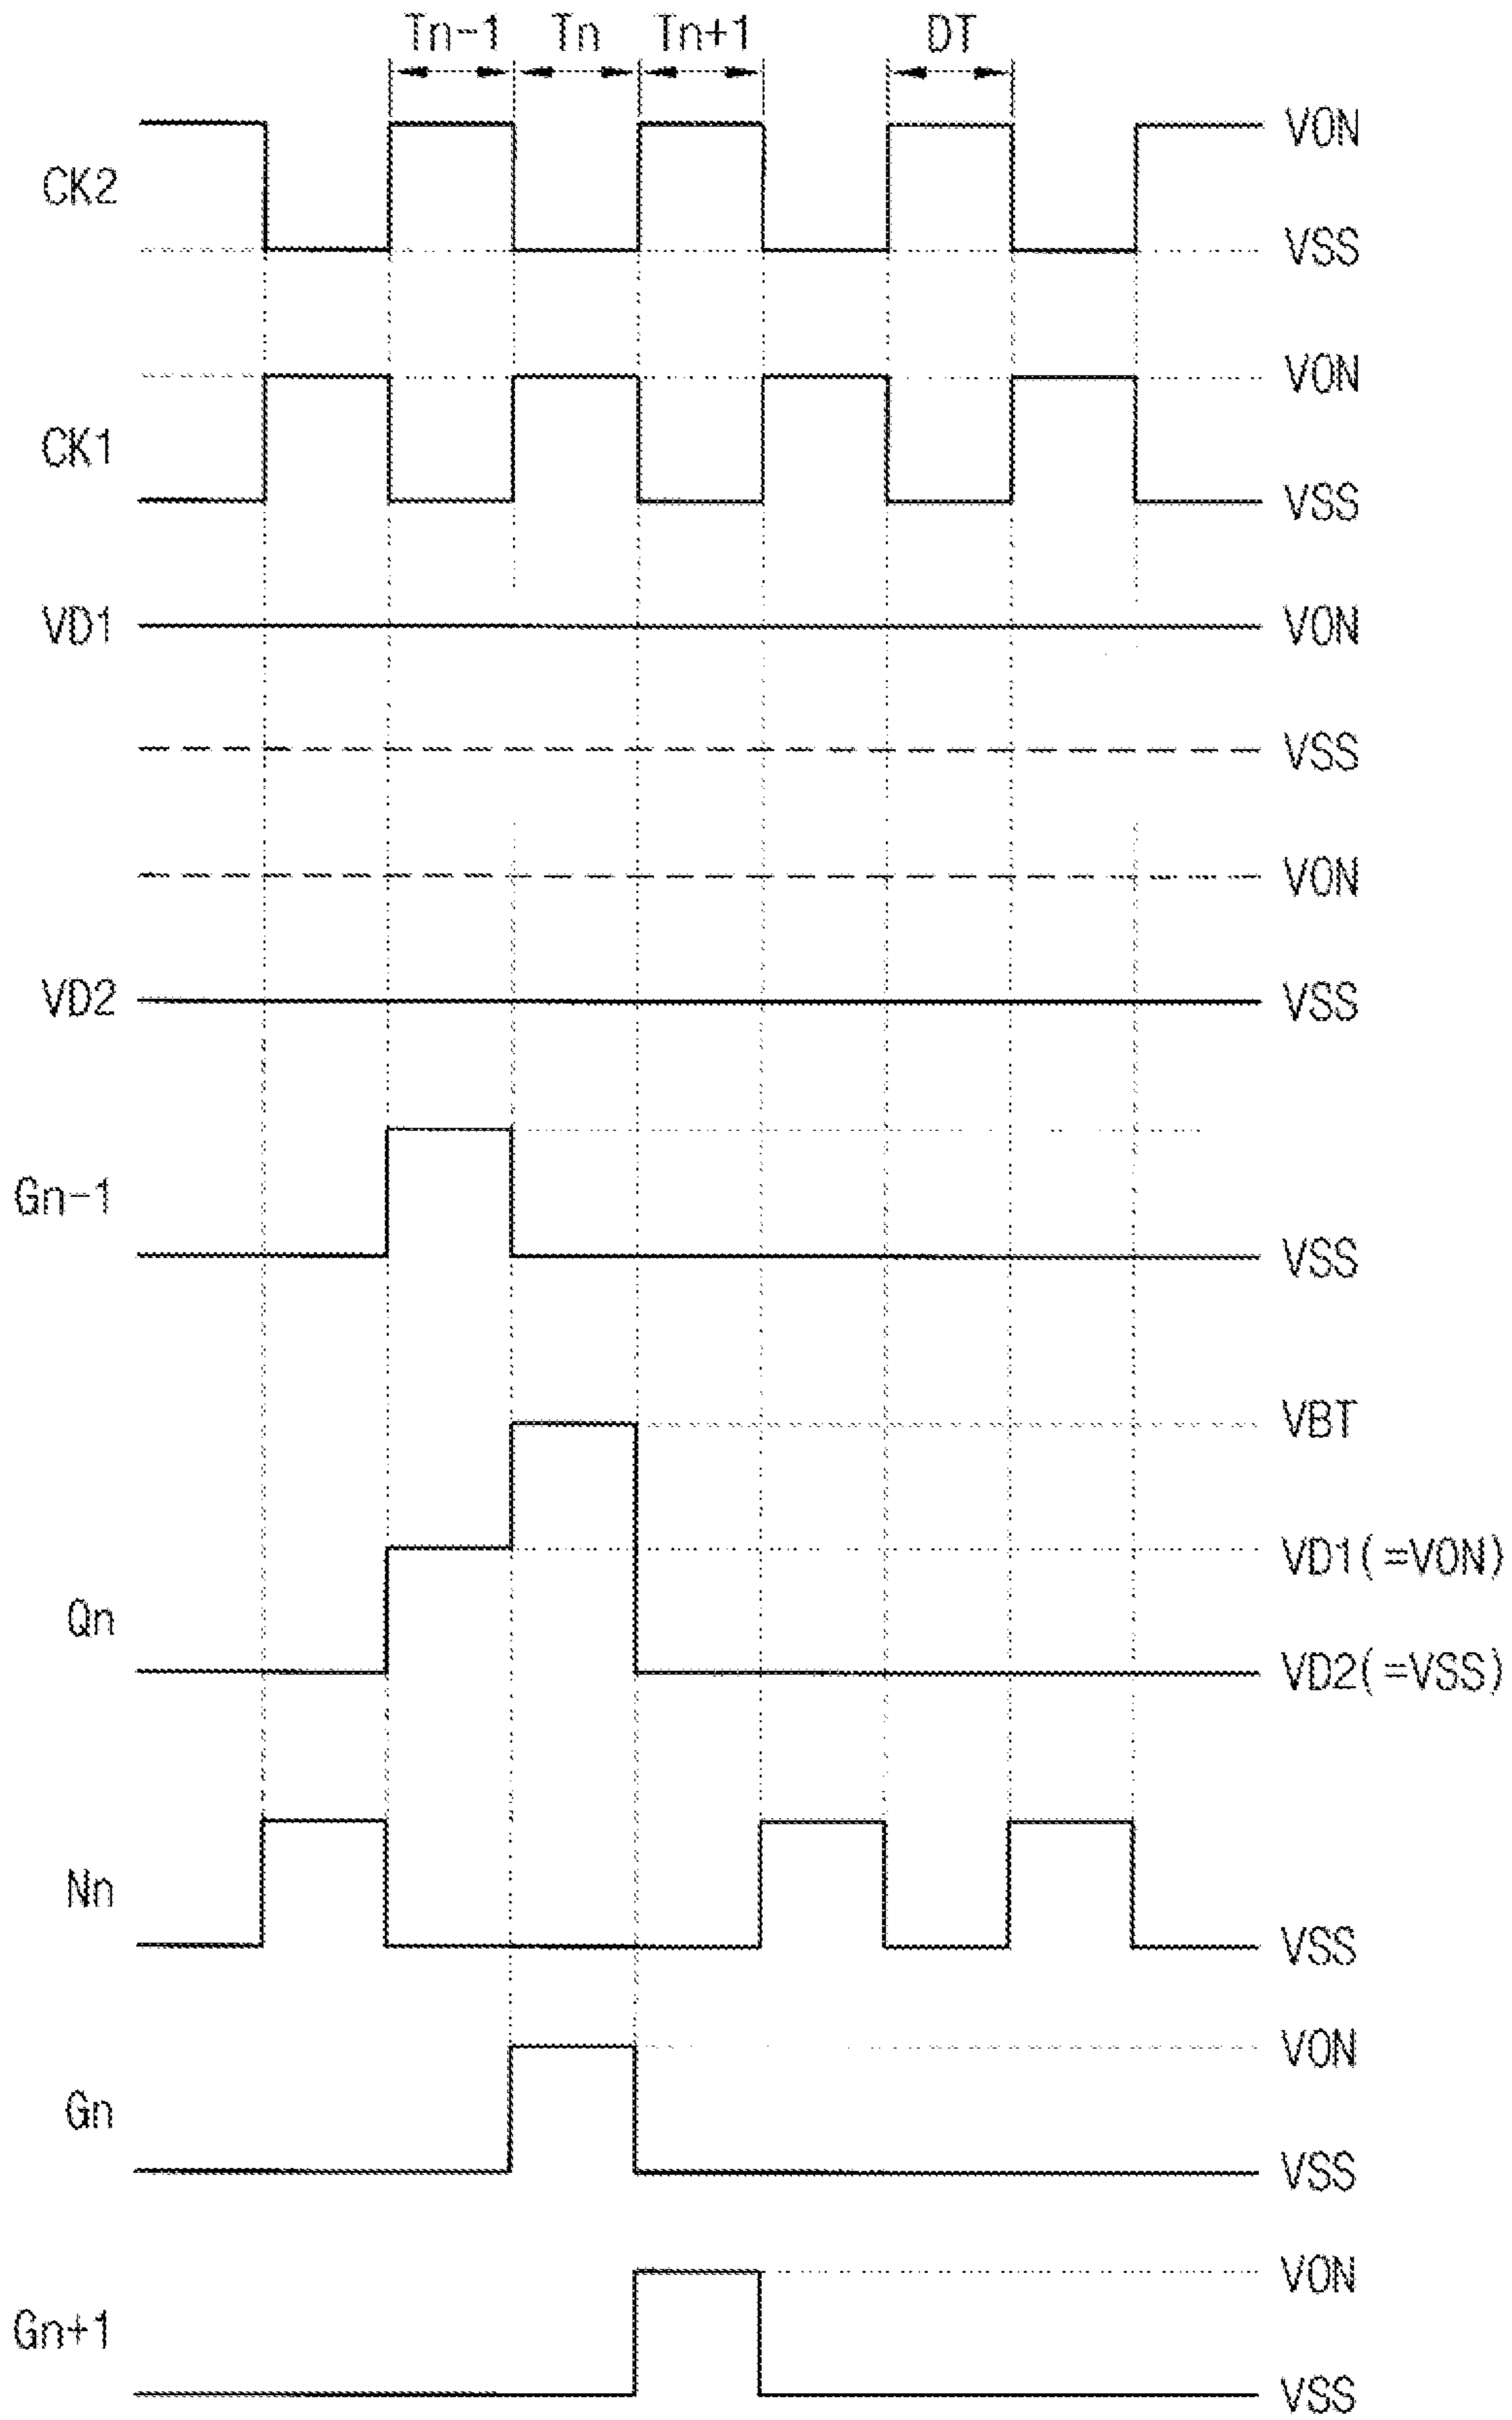 Tn-1 Tn Tn+1 DT
VON
CK2
VSS
VON
CK1
VSS
VD1 VON
VSS
VON
VD2 VSS
Gn-1
VSS
VBT
VD1(=VON)
Qn
VD2(=VSS)
Nn
VSS
VON
Gn
VSS
VON
Gn+1
VSS